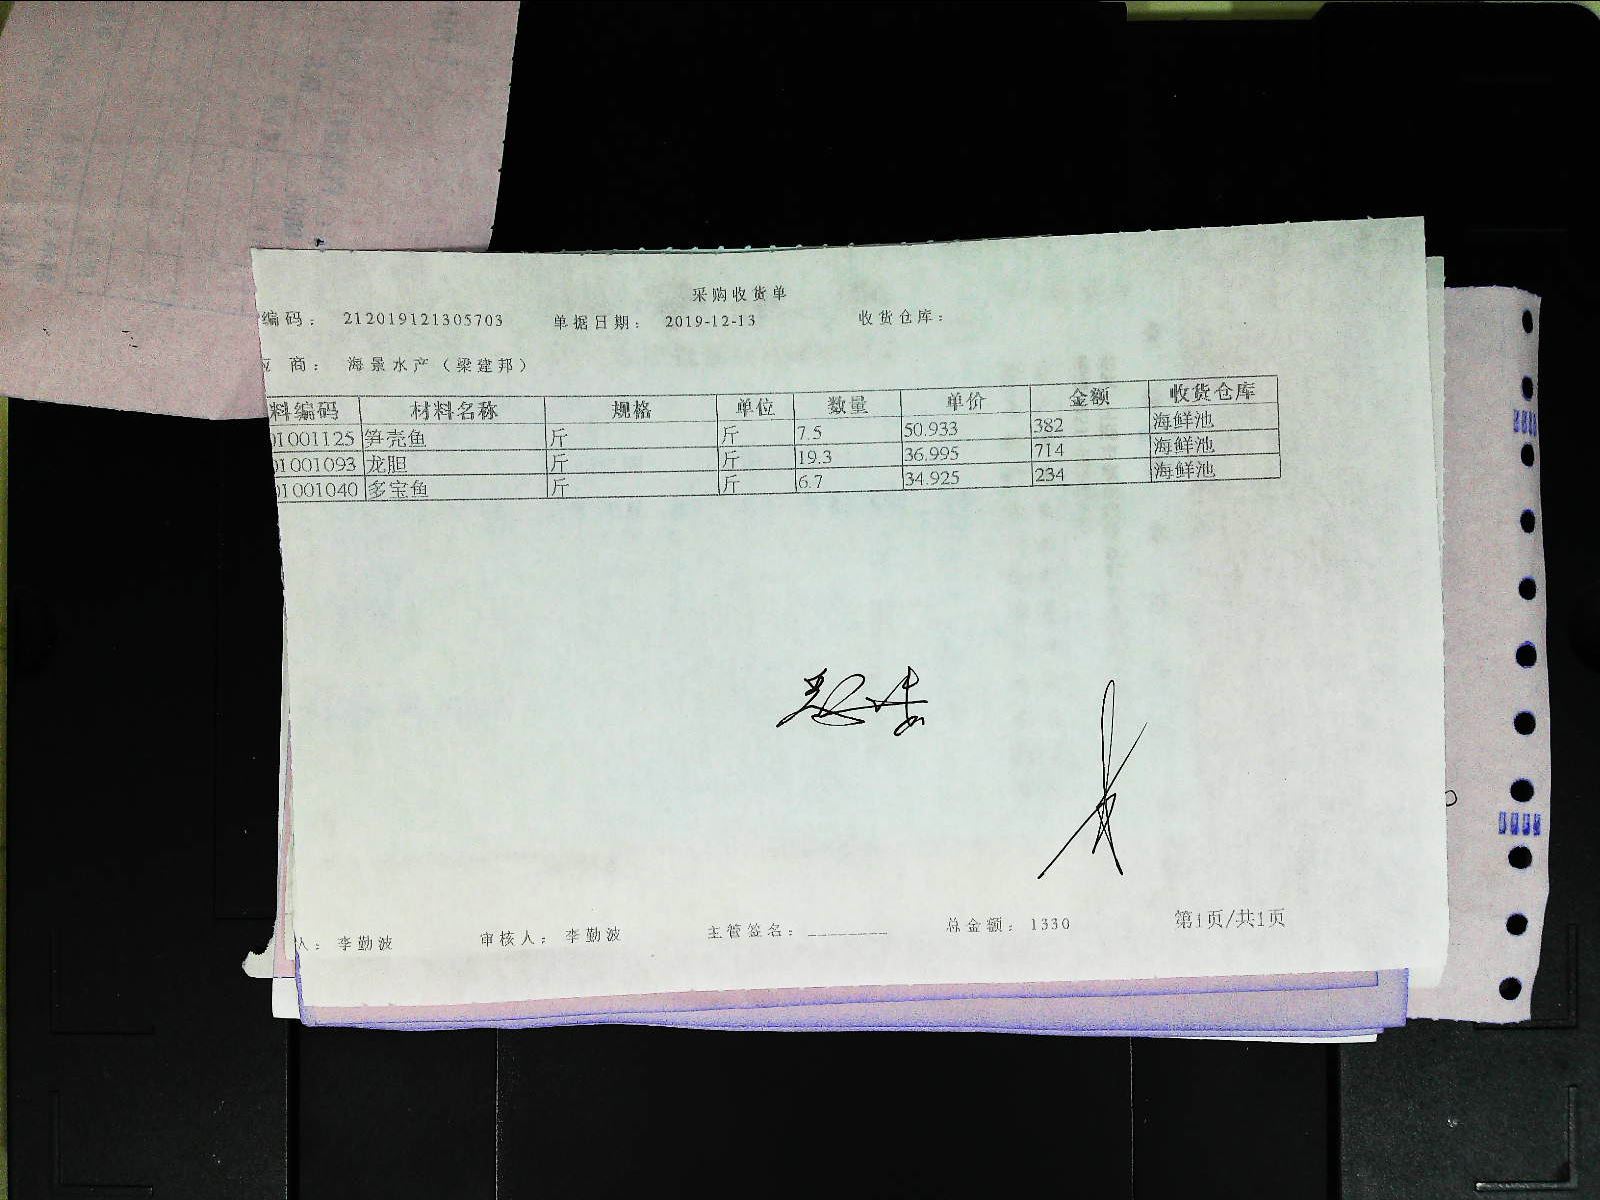 采购收货单
编码： 212019121305703 单据日期： 2019-12-13 收货仓库：
应 商： 海景水产（梁建邦）
料编码 材料名称 规格 单位 数量 单价 金额 收货仓库
01001125 笋壳鱼 斤 斤 7.5 50.933 382 海鲜池
01001093 龙胆 斤 斤 19.3 36.995 714 海鲜池
01001040 多宝鱼 斤 斤 6.7 34.925 234 海鲜池
人： 李勤波 审核人： 李勤波 主管签名：________ 总金额： 1330 第1页/共1页